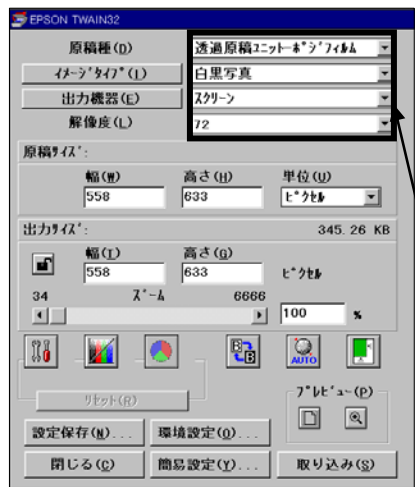 EPSON TWAIN32
原稿種(D) 透過原稿ユニット-ポジフィルム
イメージタイプ(I) 白黒写真
出力機器(E) スクリーン
解像度(L) 72
原稿サイズ:
幅(W) 高さ(H) 単位(U)
558 633 ピクセル
出力サイズ: 345.26 KB
幅(T) 高さ(G)
558 633 ピクセル
34 ズーム 6666
100 %
B B AUTO
リセット(R) プレビュー(P)
設定保存(N)... 環境設定(O)...
閉じる(C) 簡易設定(Y)... 取り込み(S)